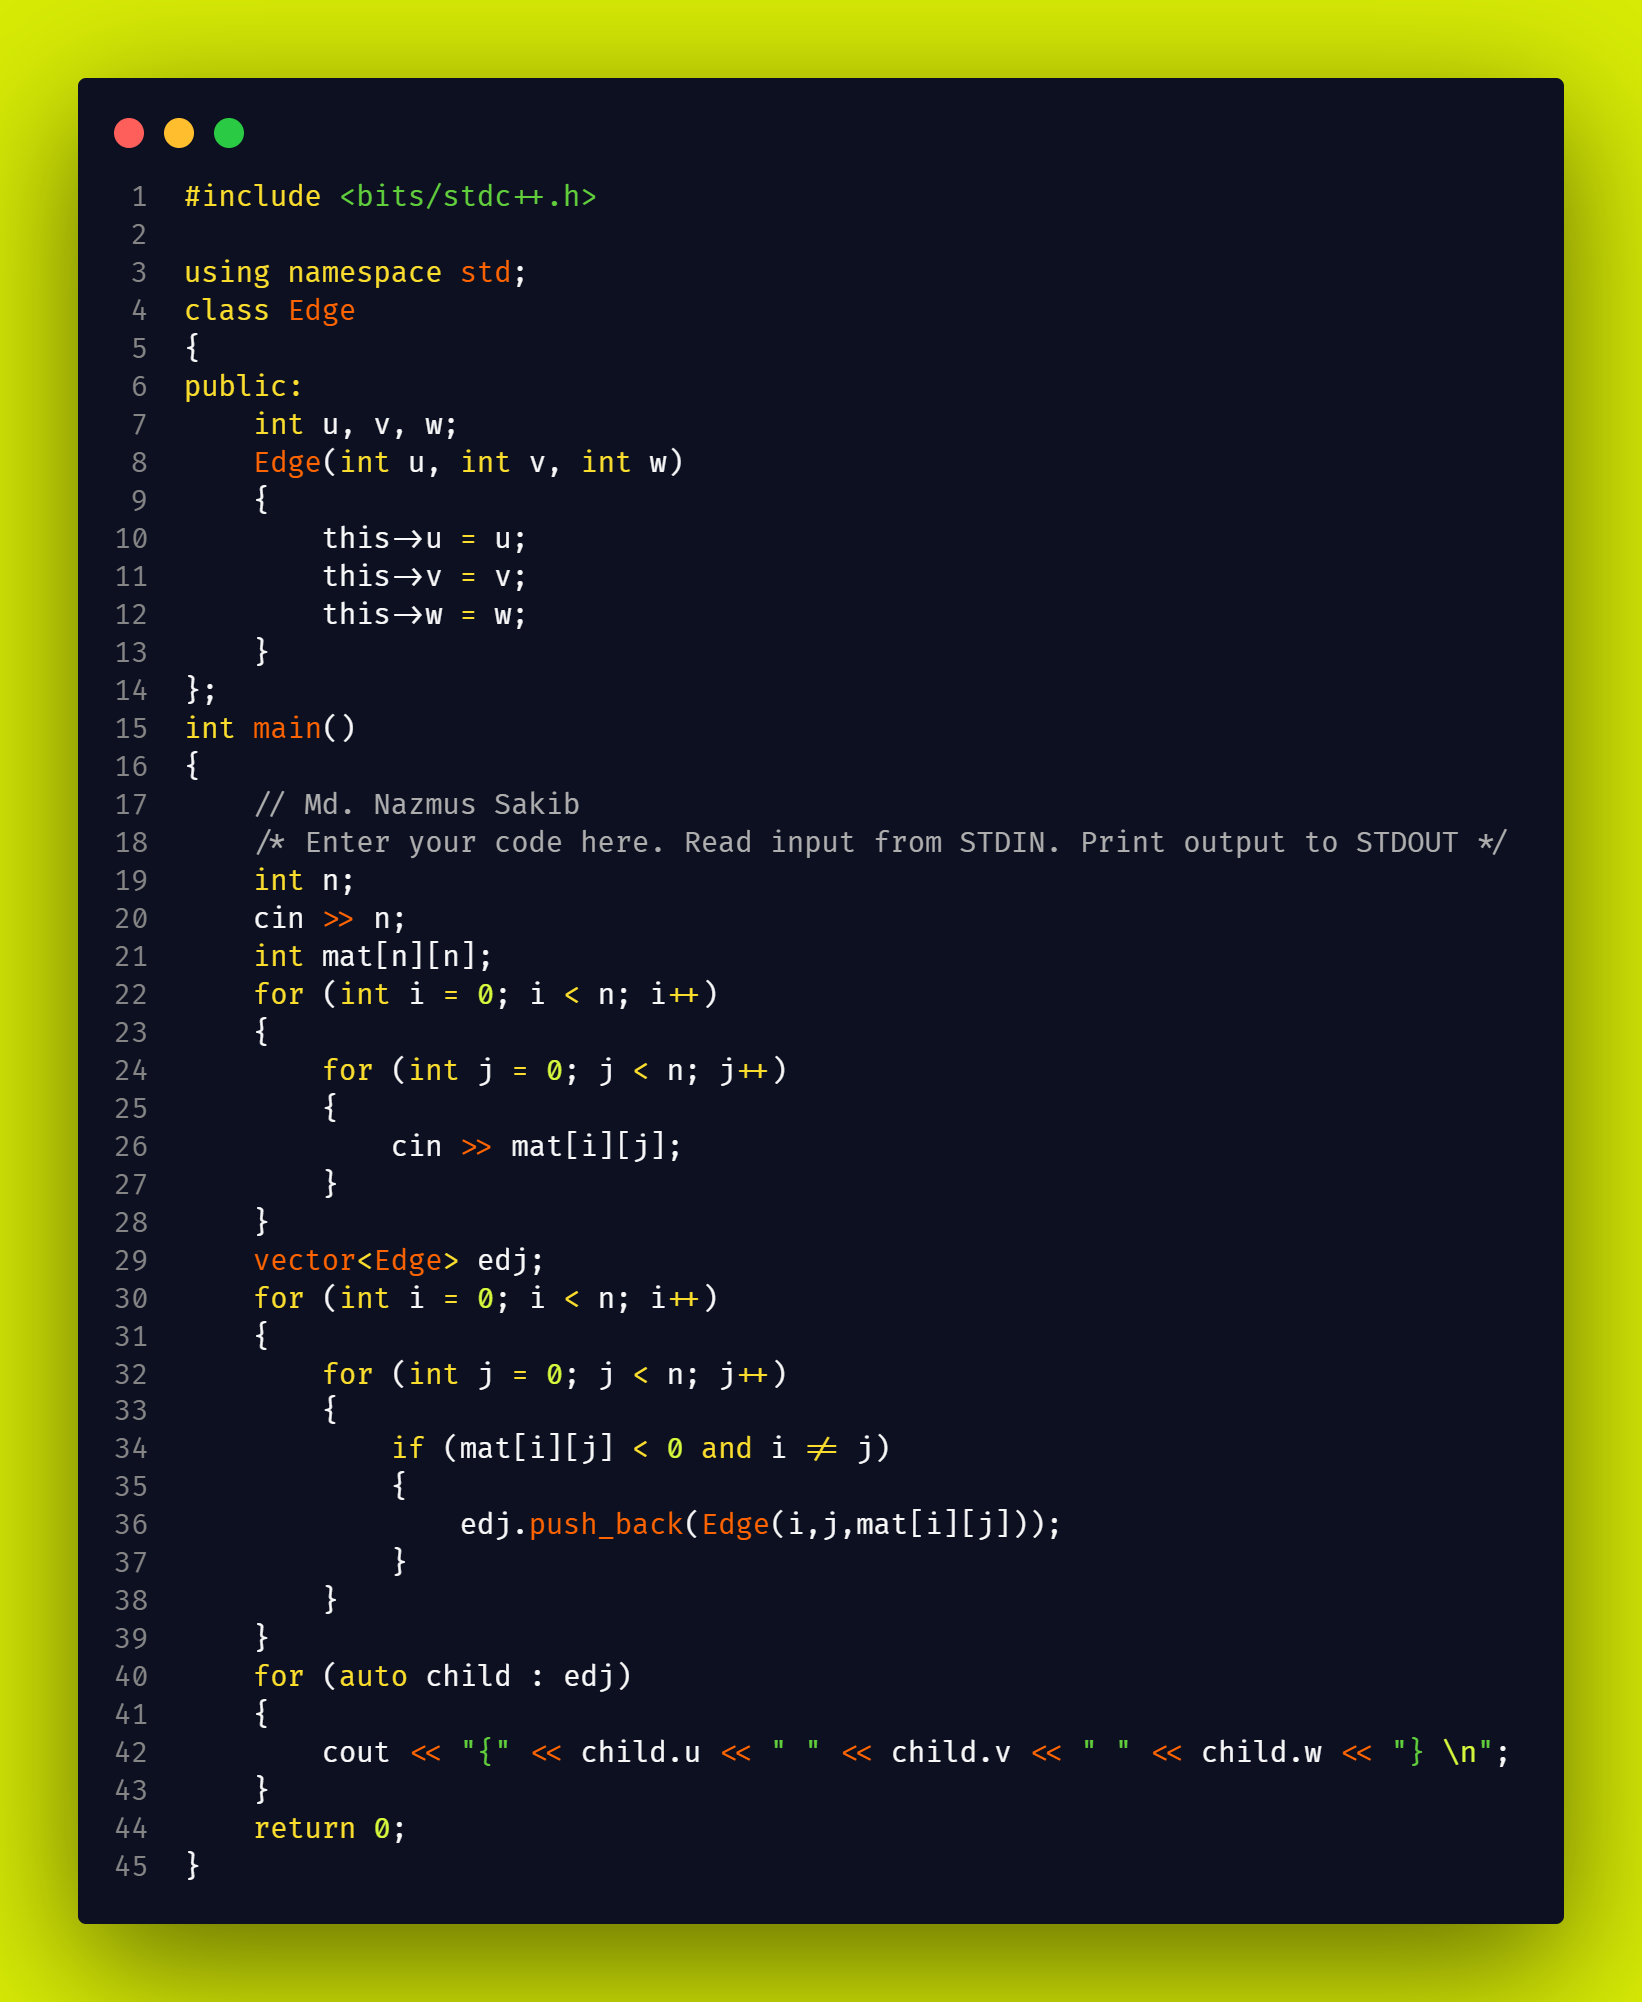 1 #include <bits/stdc++.h>
2
3 using namespace std;
4 class Edge
5 {
6 public:
7     int u, v, w;
8     Edge(int u, int v, int w)
9     {
10         this->u = u;
11         this->v = v;
12         this->w = w;
13     }
14 };
15 int main()
16 {
17     // Md. Nazmus Sakib
18     /* Enter your code here. Read input from STDIN. Print output to STDOUT */
19     int n;
20     cin >> n;
21     int mat[n][n];
22     for (int i = 0; i < n; i++)
23     {
24         for (int j = 0; j < n; j++)
25         {
26             cin >> mat[i][j];
27         }
28     }
29     vector<Edge> edj;
30     for (int i = 0; i < n; i++)
31     {
32         for (int j = 0; j < n; j++)
33         {
34             if (mat[i][j] < 0 and i != j)
35             {
36                 edj.push_back(Edge(i,j,mat[i][j]));
37             }
38         }
39     }
40     for (auto child : edj)
41     {
42         cout << "{" << child.u << " " << child.v << " " << child.w << "} \n";
43     }
44     return 0;
45 }